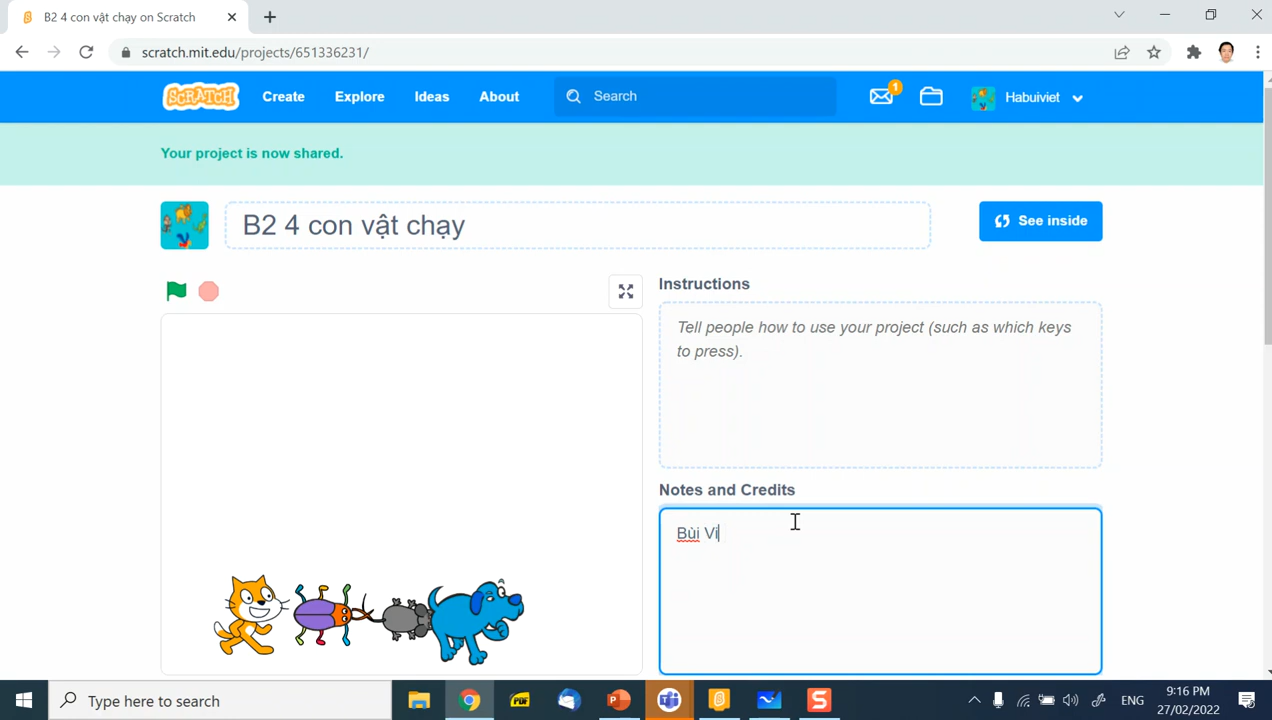 B2 4 con vật chạy on Scratch
scratch.mit.edu/projects/651336231/
SCRATCH
Create
Explore
Ideas
About
Search
1
Habuiviet
Your project is now shared.
B2 4 con vật chạy
See inside
Instructions
Tell people how to use your project (such as which keys
to press).
Notes and Credits
Bùi Vi
Type here to search
PDF
ENG
9:16 PM
27/02/2022